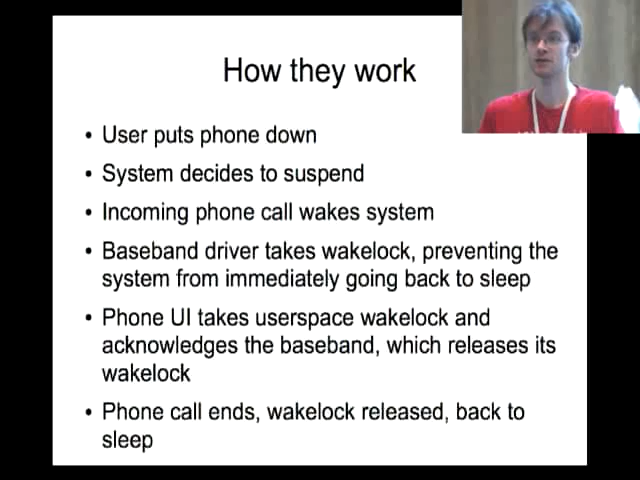 How they work
• User puts phone down
• System decides to suspend
• Incoming phone call wakes system
• Baseband driver takes wakelock, preventing the
system from immediately going back to sleep
• Phone UI takes userspace wakelock and
acknowledges the baseband, which releases its
wakelock
• Phone call ends, wakelock released, back to
sleep